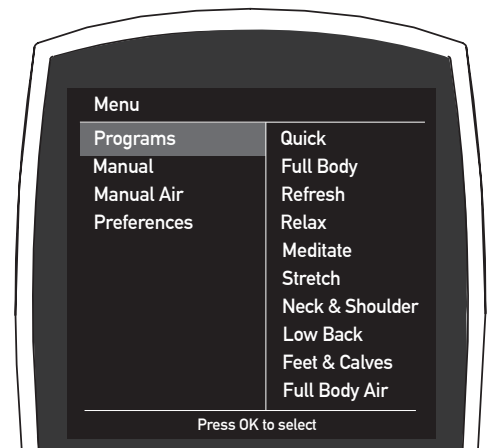 Menu
Programs
Manual
Manual Air
Preferences
Quick
Full Body
Refresh
Relax
Meditate
Stretch
Neck & Shoulder
Low Back
Feet & Calves
Full Body Air
Press OK to select